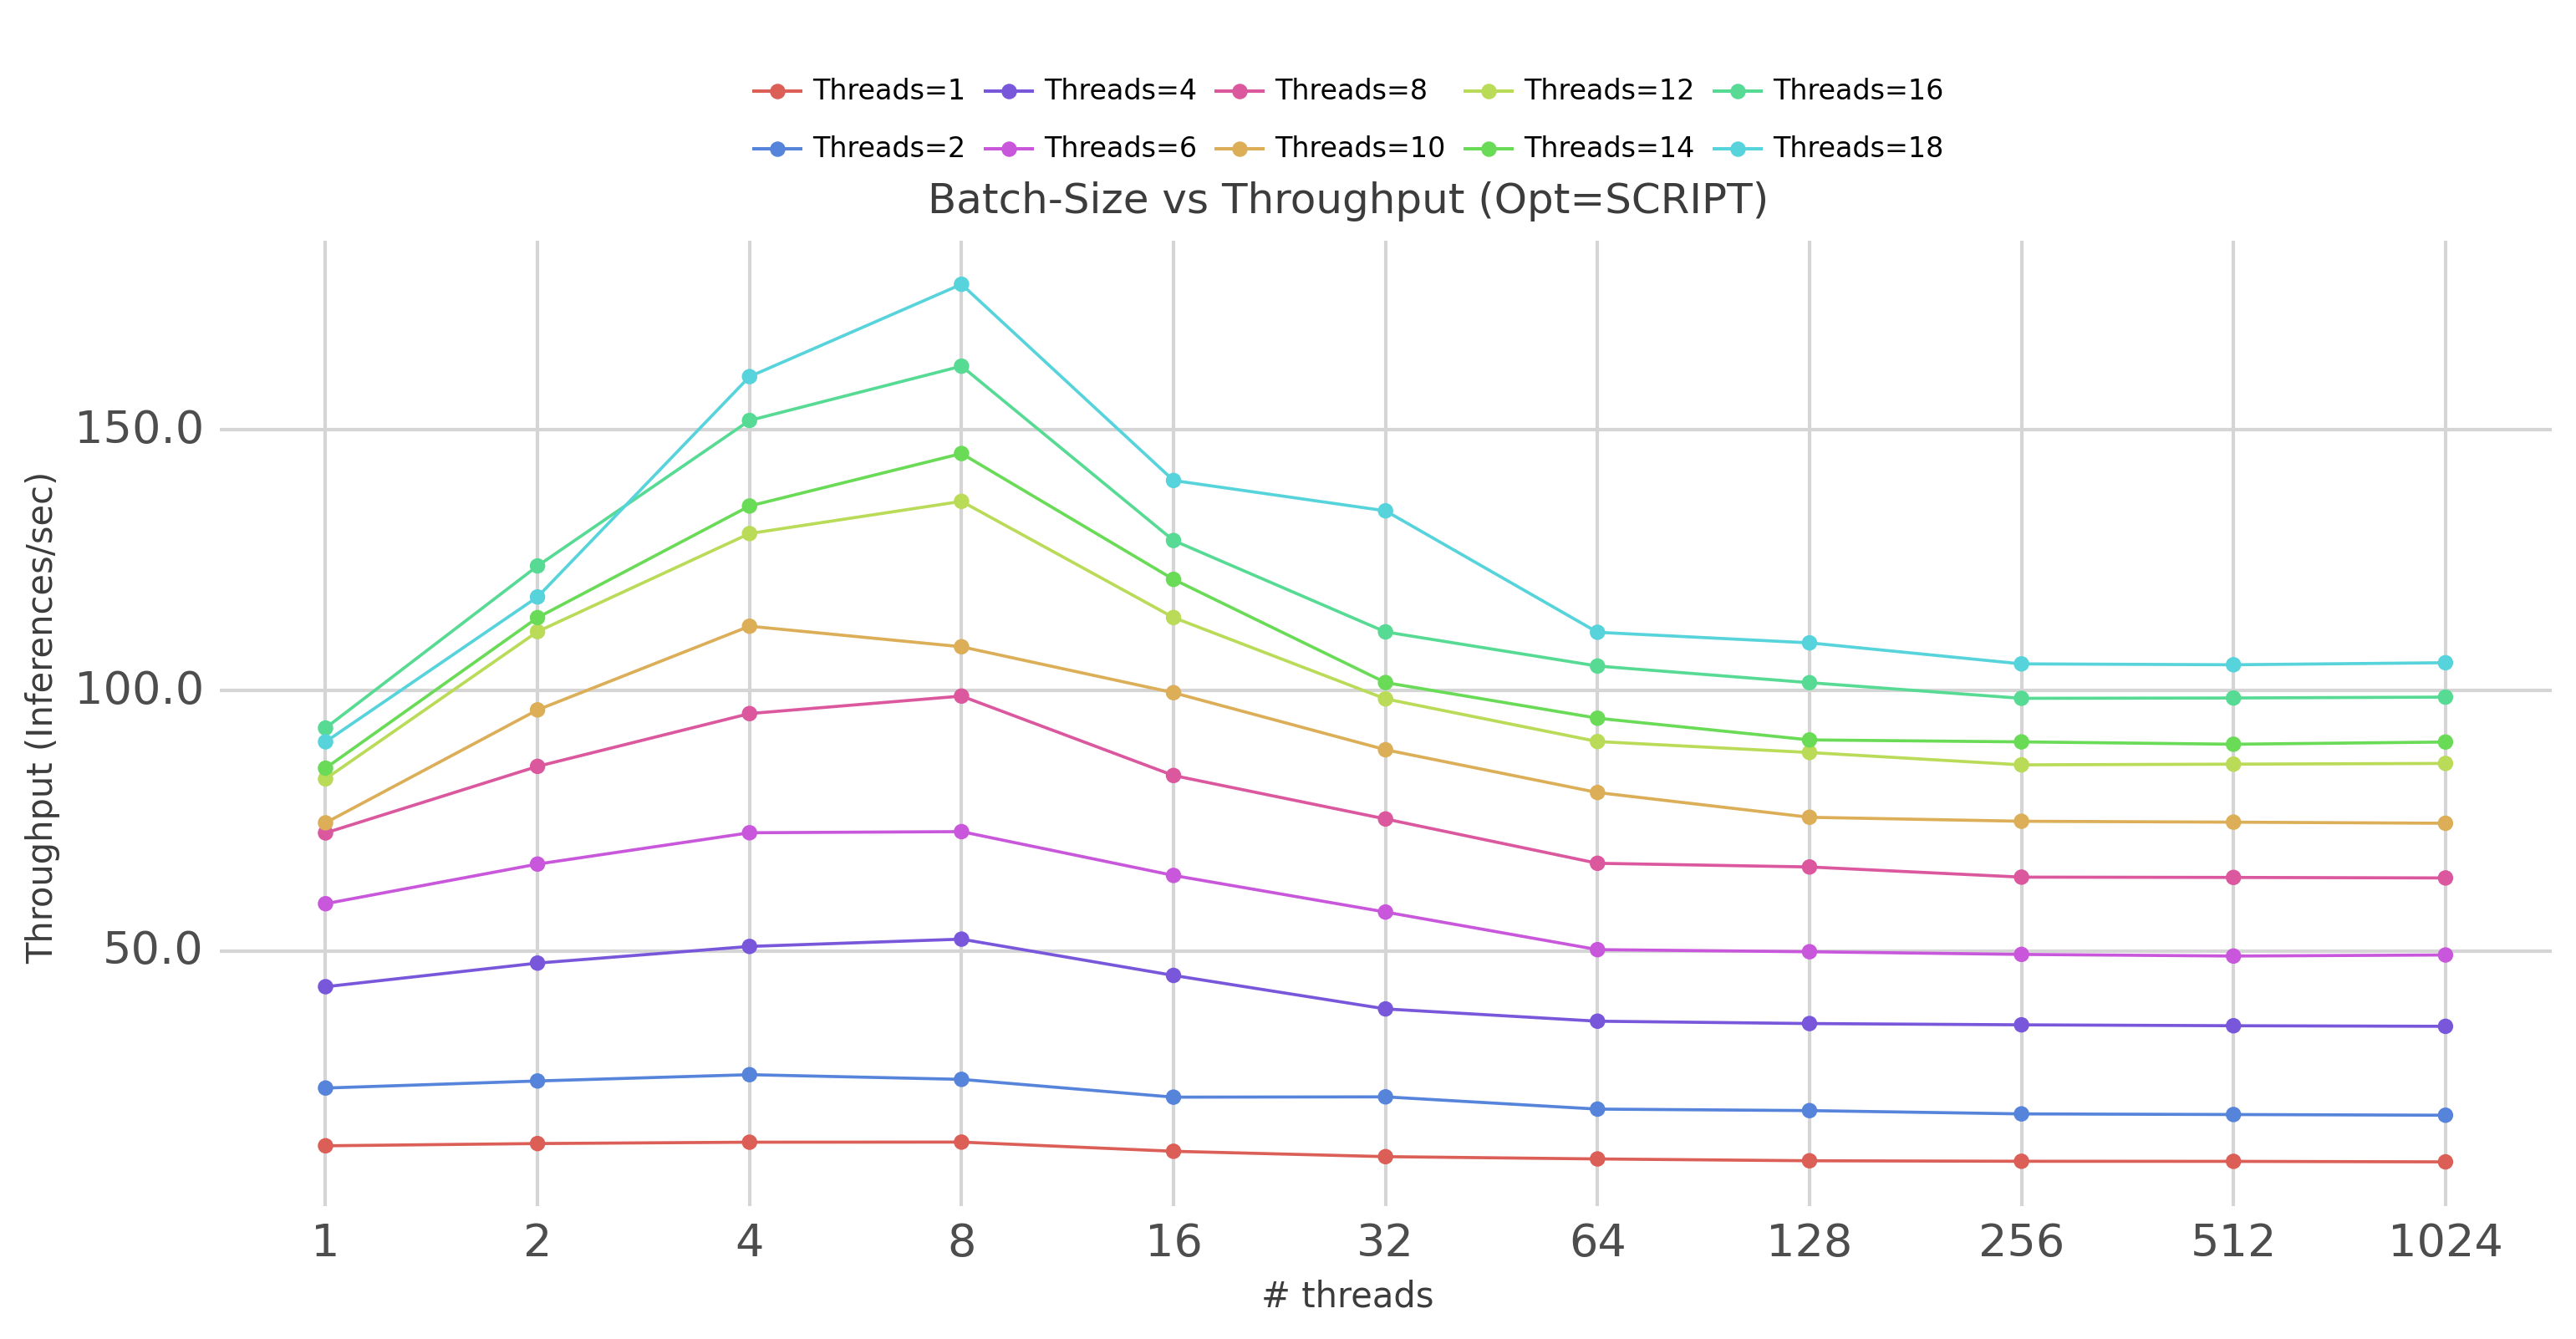 Threads=1 Threads=4 Threads=8 Threads=12 Threads=16
Threads=2 Threads=6 Threads=10 Threads=14 Threads=18
Batch-Size vs Throughput (Opt=SCRIPT)
Throughput (Inferences/sec)
150.0
100.0
50.0
1 2 4 8 16 32 64 128 256 512 1024
# threads